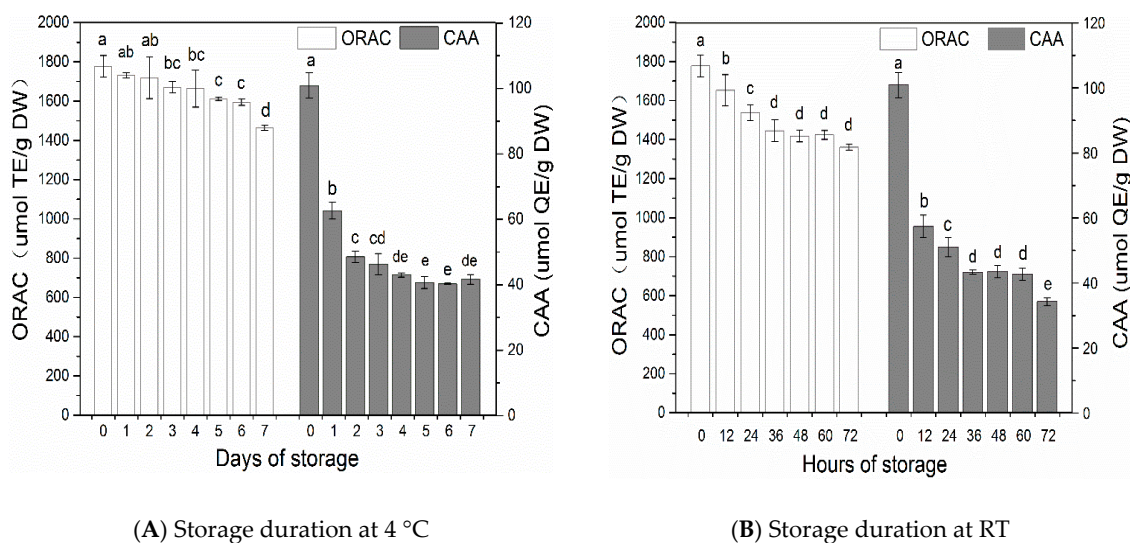 2000
1800
1600
1400
1200
1000
800
600
400
200
0
ORAC（umol TE/g DW）
120
100
80
60
40
20
0
CAA (umol QE/g DW)
ORAC CAA
a ab ab bc bc c c d
a b c cd de e e de
0 1 2 3 4 5 6 7 0 1 2 3 4 5 6 7
Days of storage
(A) Storage duration at 4 °C
2000
1800
1600
1400
1200
1000
800
600
400
200
0
ORAC（umol TE/g DW）
120
100
80
60
40
20
0
CAA (umol QE/g DW)
ORAC CAA
a b c d d d d
a b c d d d e
0 12 24 36 48 60 72 0 12 24 36 48 60 72
Hours of storage
(B) Storage duration at RT